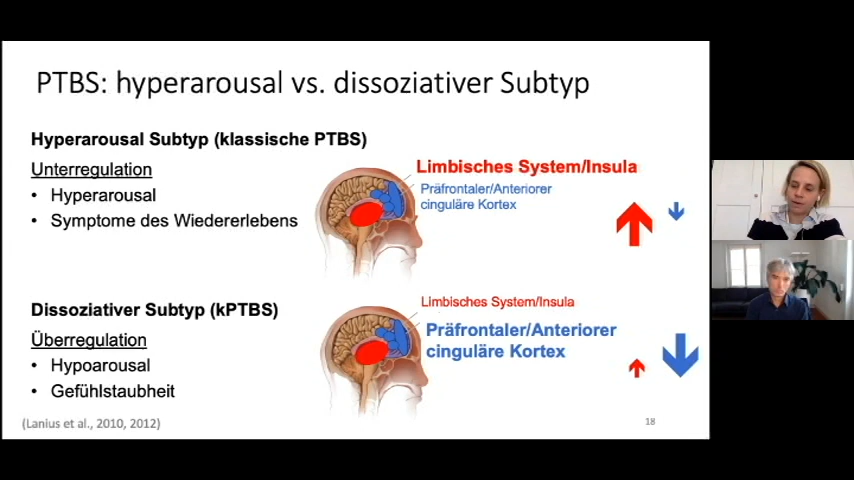 PTBS: hyperarousal vs. dissoziativer Subtyp
Hyperarousal Subtyp (klassische PTBS)
Unterregulation
• Hyperarousal
• Symptome des Wiedererlebens
Limbisches System/Insula
Präfrontaler/Anteriorer
cinguläre Kortex
Dissoziativer Subtyp (kPTBS)
Überregulation
• Hypoarousal
• Gefühlstaubheit
Limbisches System/Insula
Präfrontaler/Anteriorer
cinguläre Kortex
(Lanius et al., 2010, 2012)
18